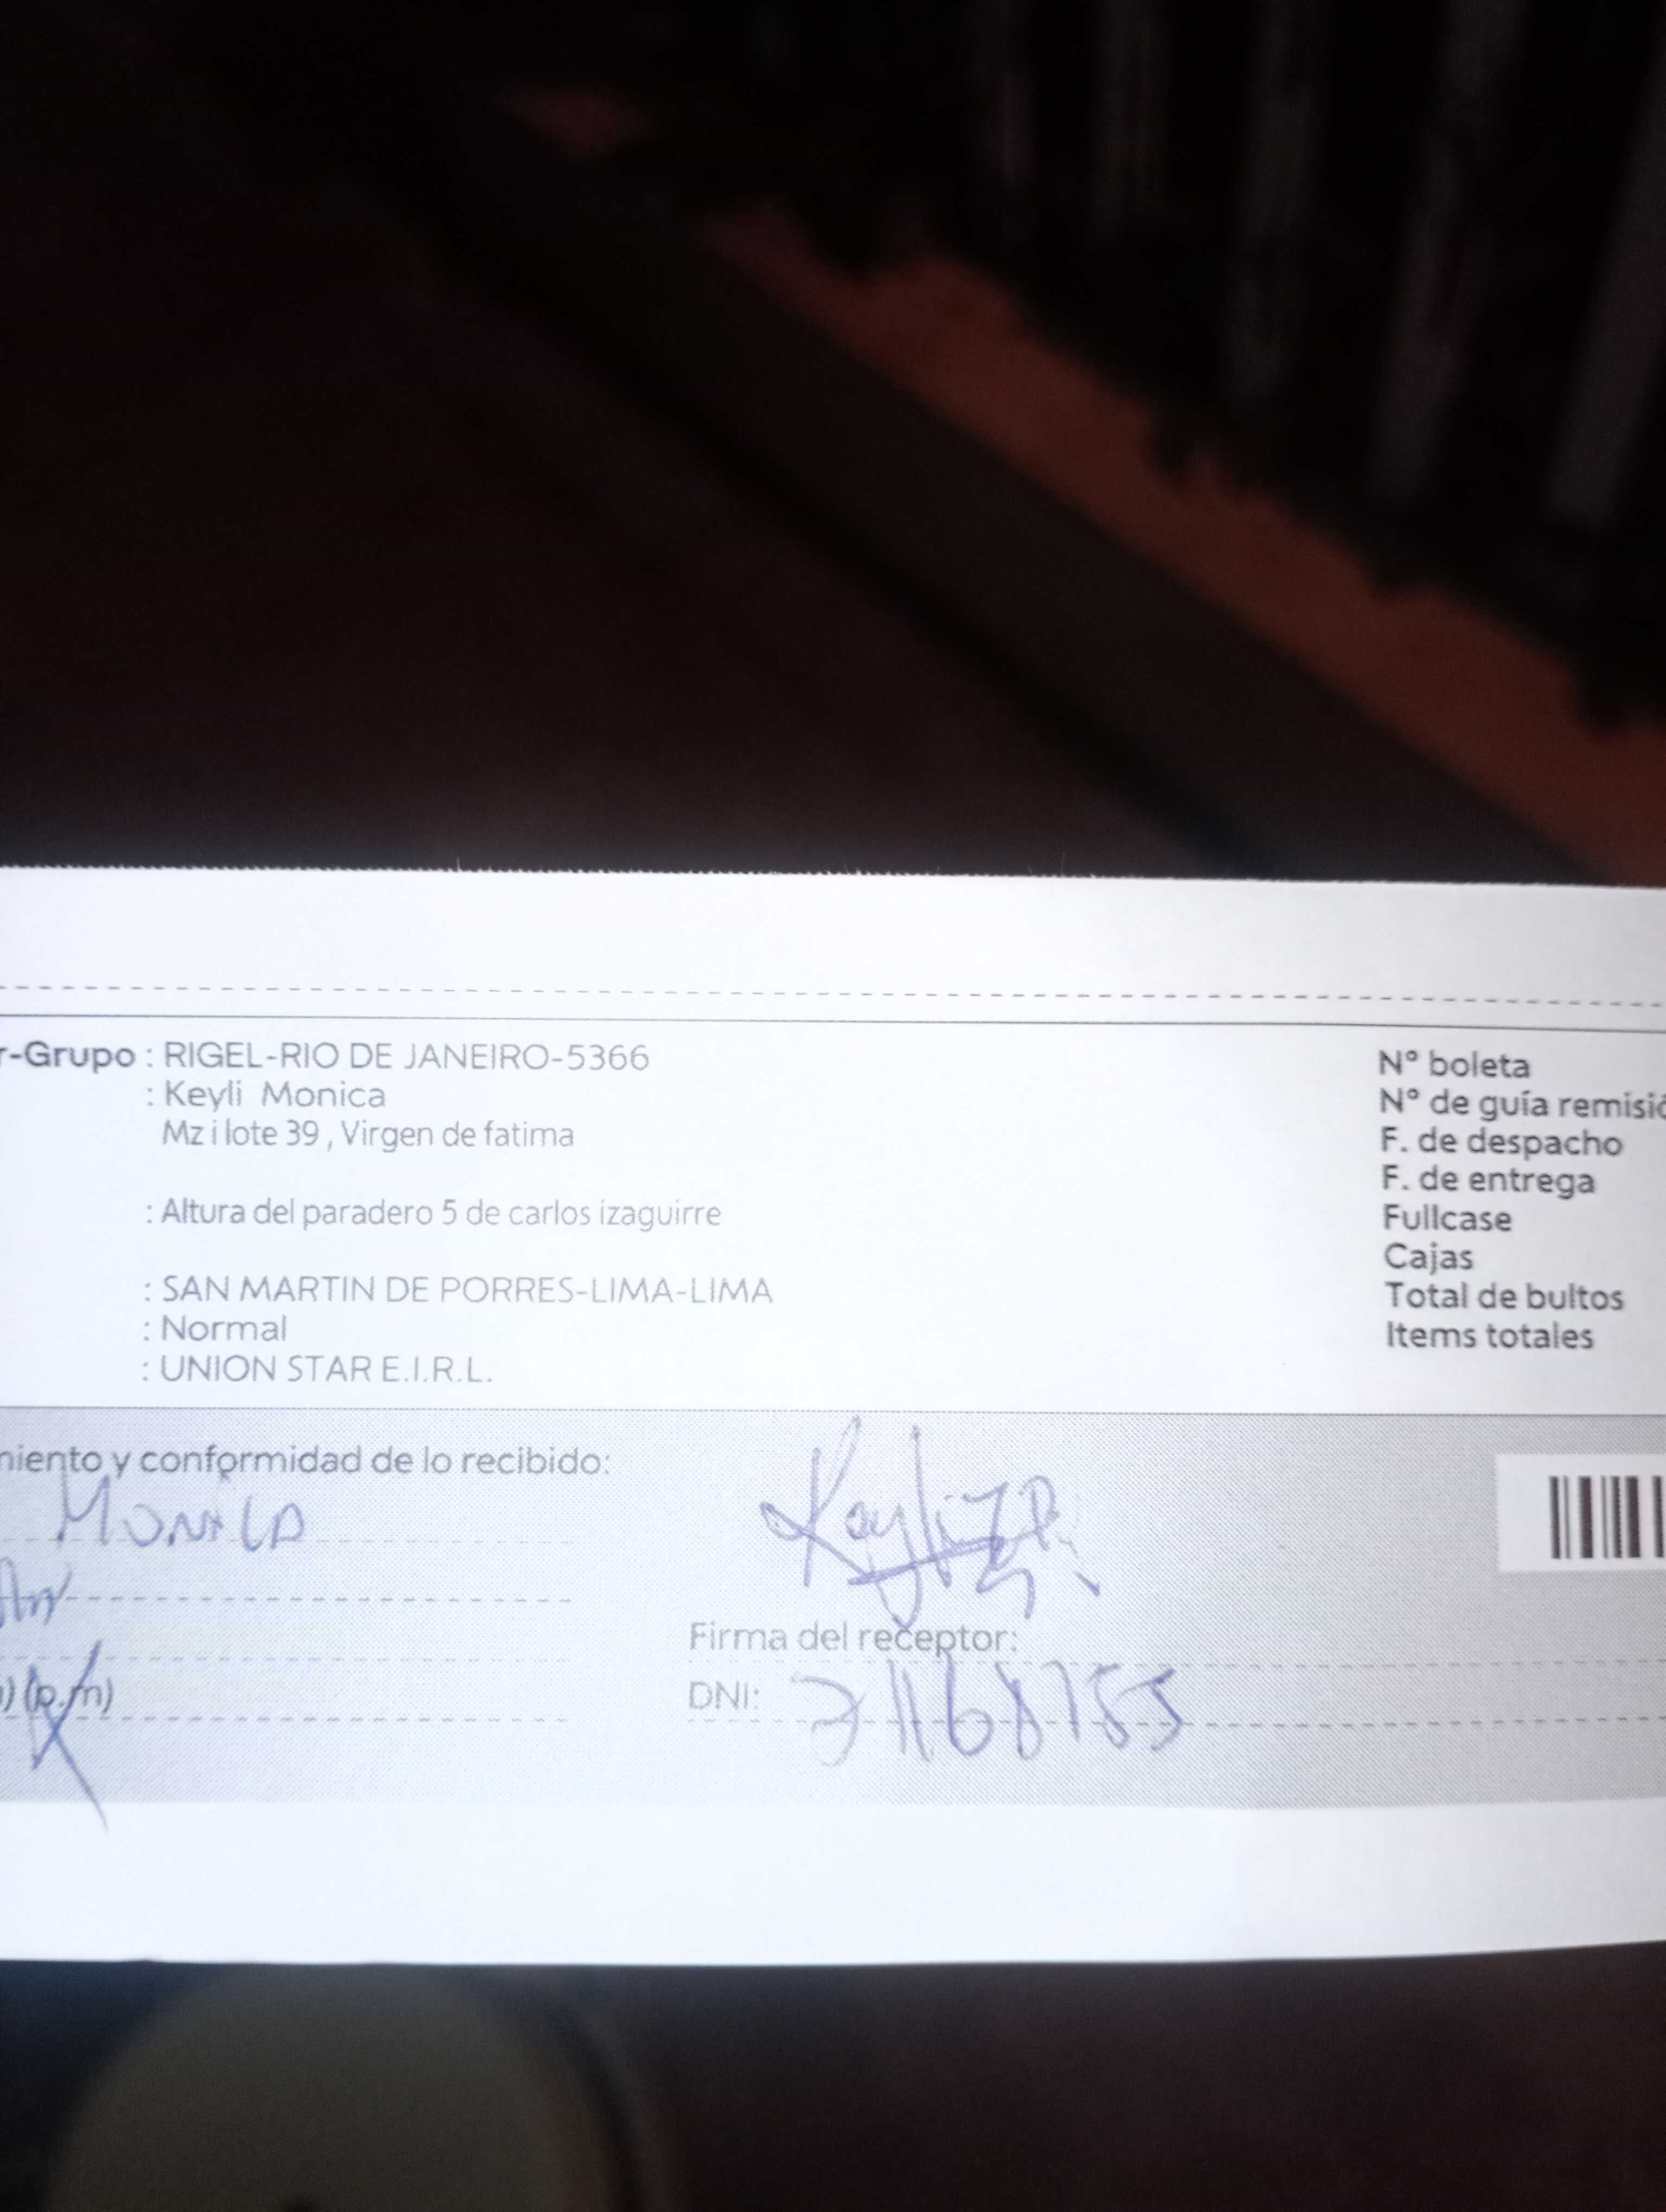 r-Grupo : RIGEL-RIO DE JANEIRO-5366
: Keyli Monica
Mz i lote 39 , Virgen de fatima
: Altura del paradero 5 de carlos izaguirre
: SAN MARTIN DE PORRES-LIMA-LIMA
: Normal
: UNION STAR E.I.R.L.
N° boleta
N° de guía remisió
F. de despacho
F. de entrega
Fullcase
Cajas
Total de bultos
Items totales
miento y conformidad de lo recibido:
MONICA
) (p.m)
Firma del receptor:
DNI: 71168755